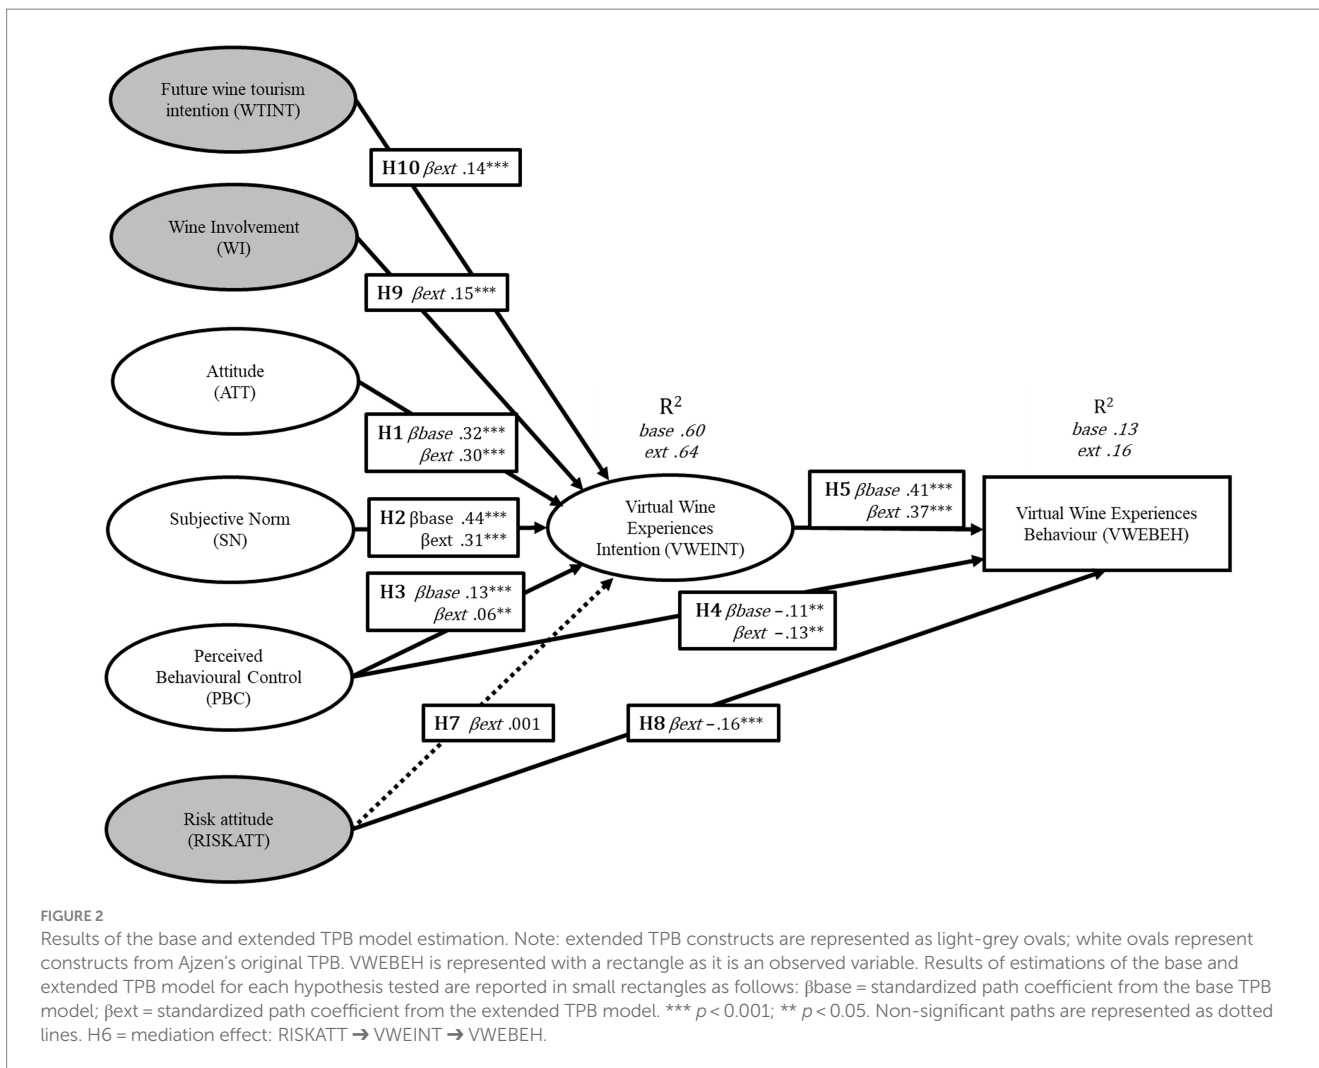 Future wine tourism
intention (WTINT)
H10 βext .14***
Wine Involvement
(WI)
H9 βext .15***
Attitude
(ATT)
H1 βbase .32***
βext .30***
R²
base .60
ext .64
R²
base .13
ext .16
Subjective Norm
(SN)
H2 βbase .44***
βext .31***
Virtual Wine
Experiences
Intention (VWEINT)
H5 βbase .41***
βext .37***
Virtual Wine Experiences
Behaviour (VWEBEH)
H3 βbase .13***
βext .06**
H4 βbase –.11**
βext –.13**
Perceived
Behavioural Control
(PBC)
H7 βext .001
H8 βext –.16***
Risk attitude
(RISKATT)
FIGURE 2
Results of the base and extended TPB model estimation. Note: extended TPB constructs are represented as light-grey ovals; white ovals represent
constructs from Ajzen’s original TPB. VWEBEH is represented with a rectangle as it is an observed variable. Results of estimations of the base and
extended TPB model for each hypothesis tested are reported in small rectangles as follows: βbase = standardized path coefficient from the base TPB
model; βext = standardized path coefficient from the extended TPB model. *** p < 0.001; ** p < 0.05. Non-significant paths are represented as dotted
lines. H6 = mediation effect: RISKATT ➔ VWEINT ➔ VWEBEH.